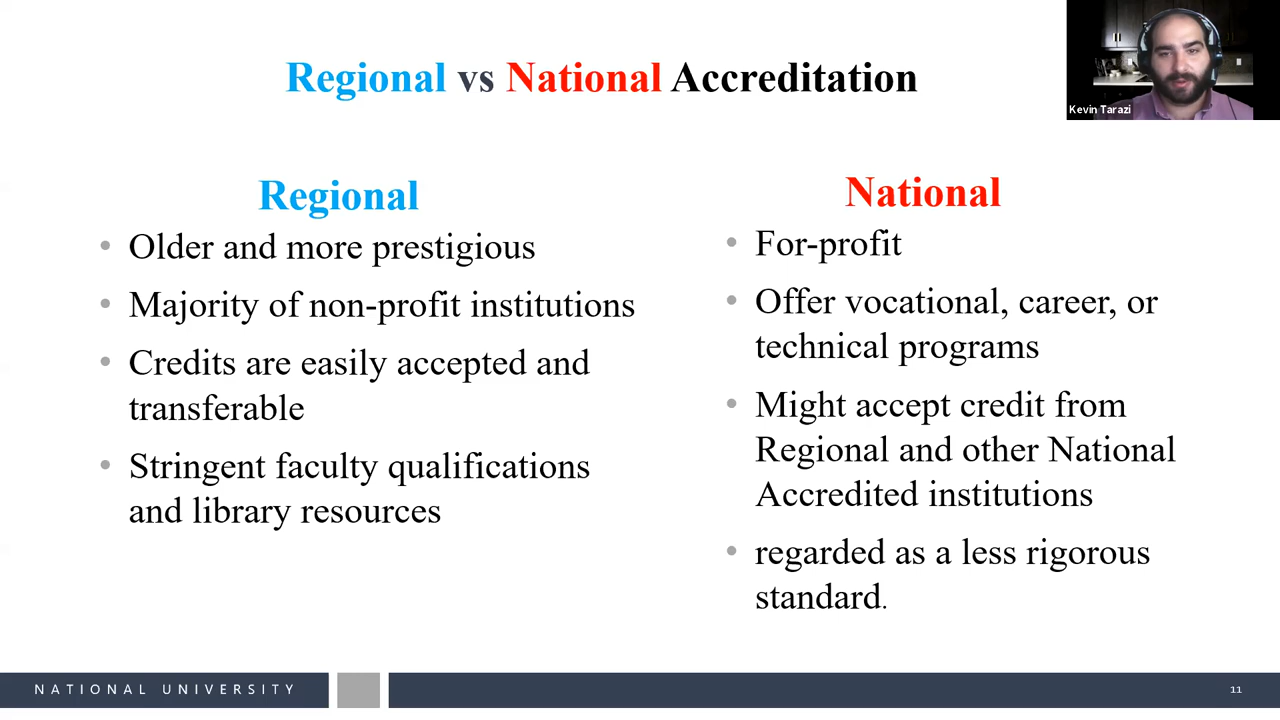 Regional vs National Accreditation
Kevin Tarazi
Regional
• Older and more prestigious
• Majority of non-profit institutions
• Credits are easily accepted and
transferable
• Stringent faculty qualifications
and library resources
National
• For-profit
• Offer vocational, career, or
technical programs
• Might accept credit from
Regional and other National
Accredited institutions
• regarded as a less rigorous
standard.
NATIONAL UNIVERSITY
11